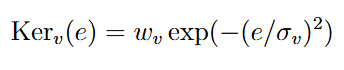 Ker_v(e) = w_v exp(−(e/σ_v)²)